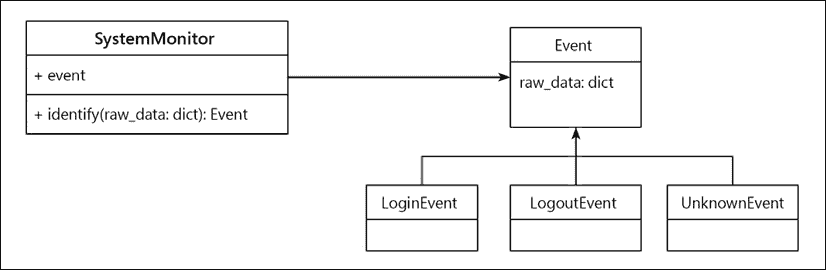 SystemMonitor
+ event
+ identify(raw_data: dict): Event
Event
raw_data: dict
LoginEvent
LogoutEvent
UnknownEvent